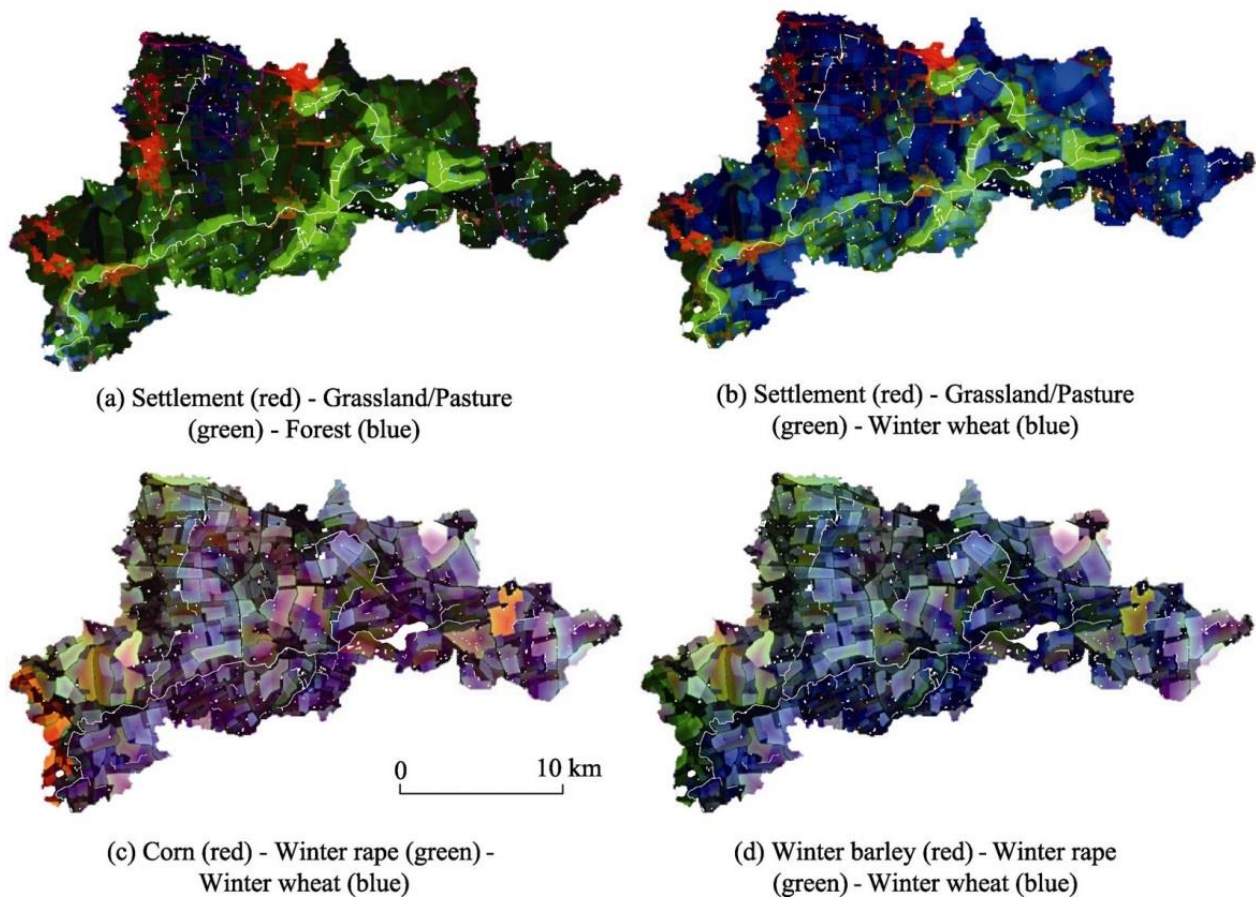 (a) Settlement (red) - Grassland/Pasture
(green) - Forest (blue)
(b) Settlement (red) - Grassland/Pasture
(green) - Winter wheat (blue)
0 10 km
(c) Corn (red) - Winter rape (green) -
Winter wheat (blue)
(d) Winter barley (red) - Winter rape
(green) - Winter wheat (blue)